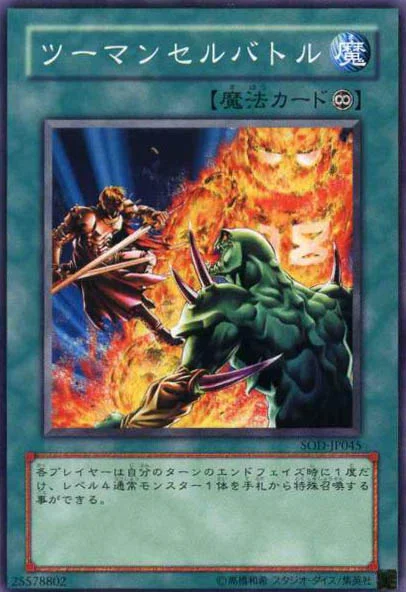 ツーマンセルバトル 魔
【魔法カード】
SOD-JP045
各プレイヤーは自分のターンのエンドフェイズ時に1度だ
け、レベル4通常モンスター1体を手札から特殊召喚する
事ができる。
25578802
©高橋和希 スタジオ・ダイス/集英社